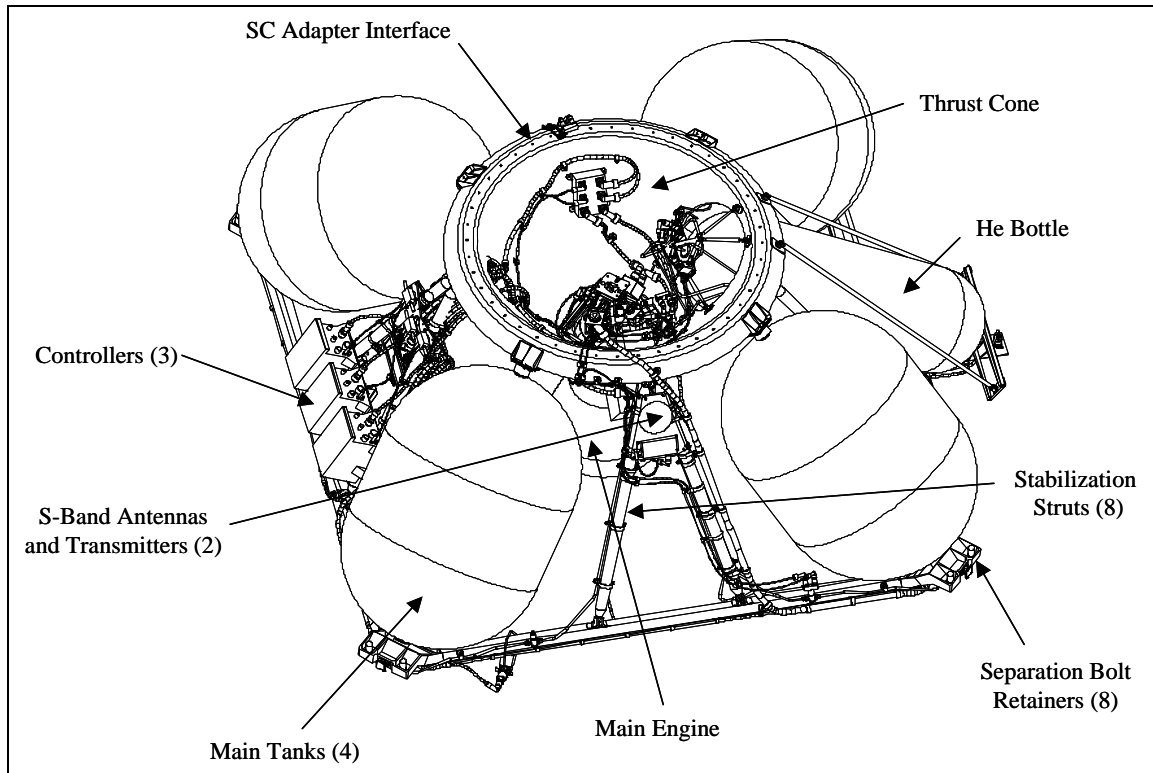 SC Adapter Interface
Thrust Cone
He Bottle
Controllers (3)
S-Band Antennas
and Transmitters (2)
Stabilization
Struts (8)
Separation Bolt
Retainers (8)
Main Engine
Main Tanks (4)